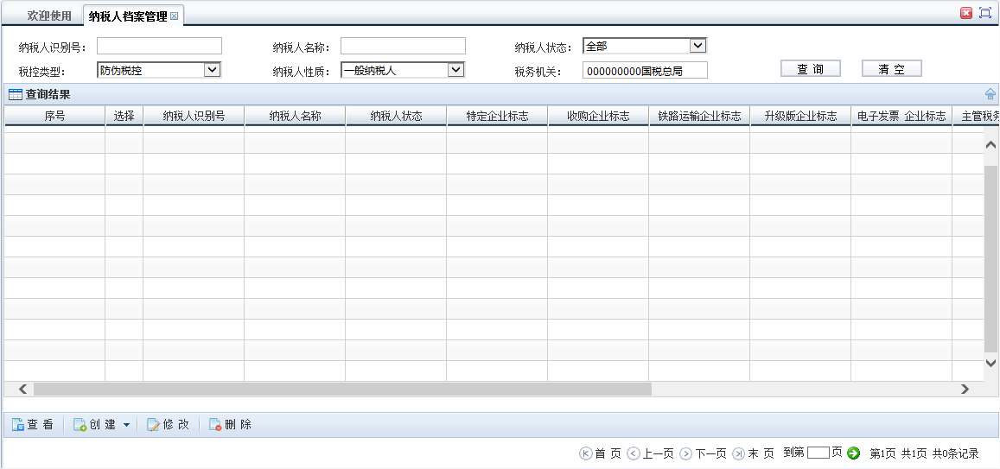 欢迎使用 纳税人档案管理
纳税人识别号： 纳税人名称： 纳税人状态： 全部
税控类型： 防伪税控 纳税人性质： 一般纳税人 税务机关： 000000000国税总局 查 询 清 空
查询结果
序号 选择 纳税人识别号 纳税人名称 纳税人状态 特定企业标志 收购企业标志 铁路运输企业标志 升级版企业标志 电子发票 企业标志 主管税务
查 看 创 建 修 改 删 除
首 页 上一页 下一页 末 页 到第 页 第1页 共1页 共0条记录